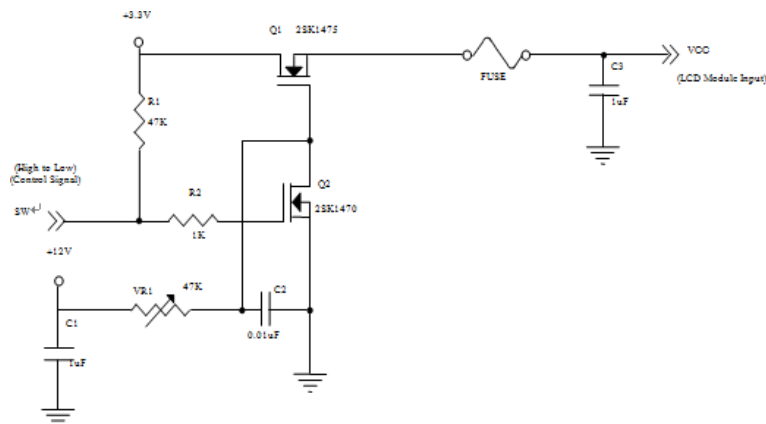 +3.3V
Q1 2SK1475
FUSE
C3
VCC
(LCD Module Input)
1uF
R1
47K
(High to Low)
(Control Signal)
SW↵
R2
1K
Q2
2SK1470
+12V
VR1
47K
C2
0.01uF
C1
1uF